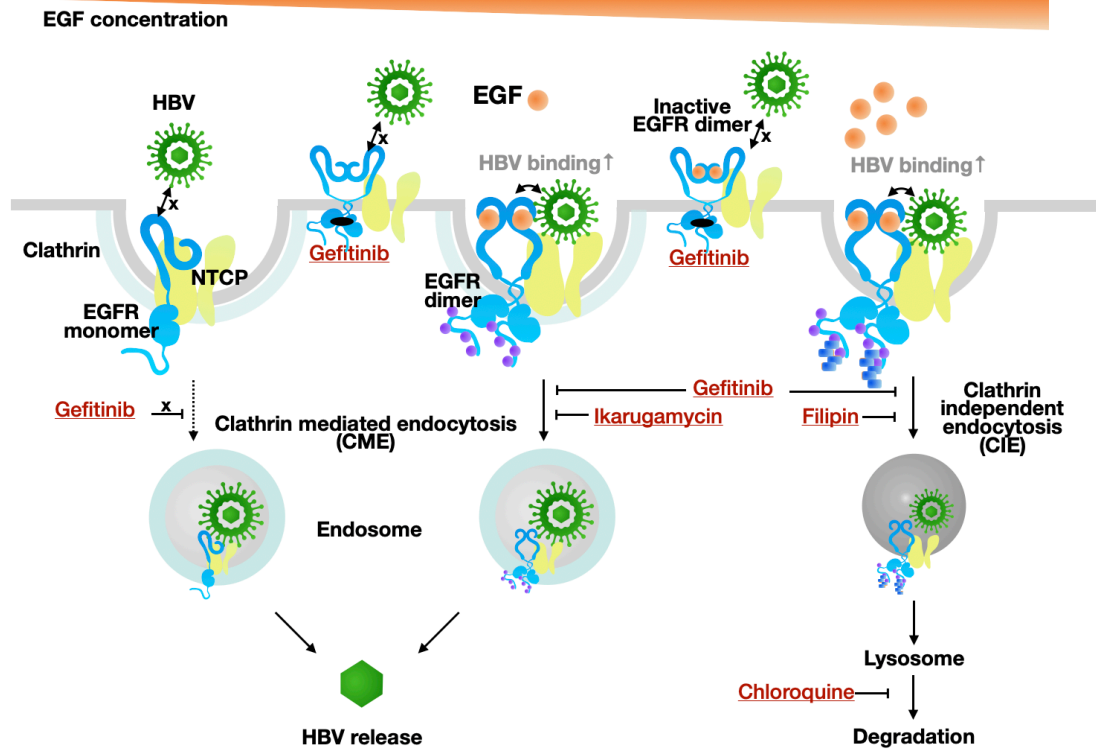 EGF concentration
HBV
x
x
EGF
Inactive
EGFR dimer
x
HBV binding↑
HBV binding↑
Clathrin
NTCP
EGFR
monomer
Gefitinib
EGFR
dimer
Gefitinib
Gefitinib
x
Clathrin mediated endocytosis
(CME)
Gefitinib
Ikarugamycin
Filipin
Clathrin
independent
endocytosis
(CIE)
Endosome
HBV release
Lysosome
Chloroquine
Degradation